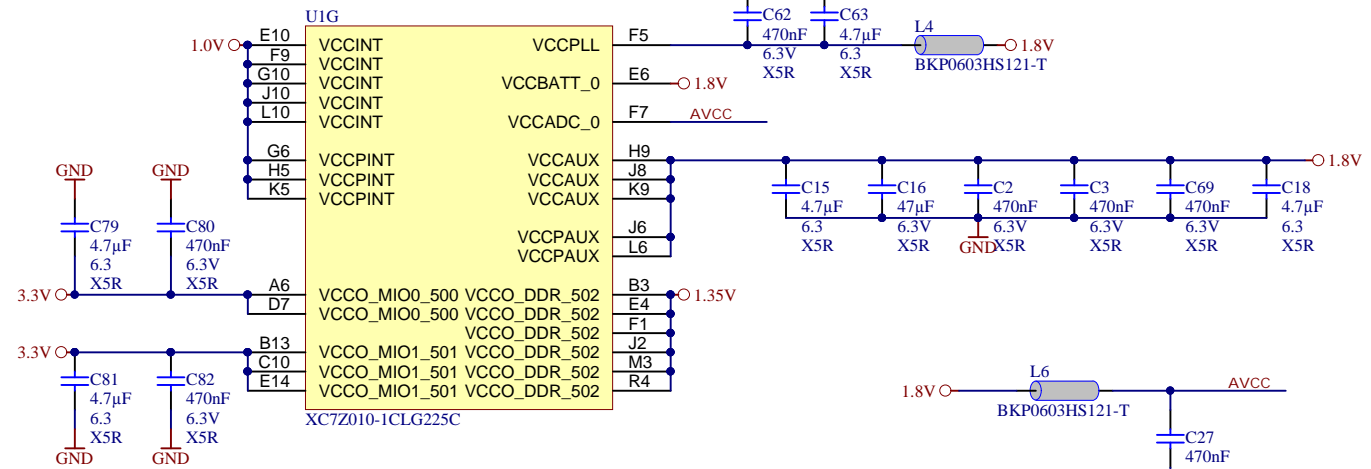 U1G
1.0V
E10
F9
G10
J10
L10
G6
H5
K5
A6
D7
B13
C10
E14
VCCINT
VCCINT
VCCINT
VCCINT
VCCINT
VCCPINT
VCCPINT
VCCPINT
VCCO_MIO0_500
VCCO_MIO0_500
VCCO_MIO1_501
VCCO_MIO1_501
VCCO_MIO1_501
VCCPLL
VCCBATT_0
VCCADC_0
VCCAUX
VCCAUX
VCCAUX
VCCPAUX
VCCPAUX
VCCO_DDR_502
VCCO_DDR_502
VCCO_DDR_502
VCCO_DDR_502
VCCO_DDR_502
VCCO_DDR_502
F5
E6
F7
H9
J8
K9
J6
L6
B3
E4
F1
J2
M3
R4
XC7Z010-1CLG225C
C62
470nF
6.3V
X5R
C63
4.7µF
6.3
X5R
L4
BKP0603HS121-T
1.8V
1.8V
AVCC
1.8V
C15
4.7µF
6.3
X5R
C16
47µF
6.3V
X5R
C2
470nF
6.3V
X5R
GND
C3
470nF
6.3V
X5R
C69
470nF
6.3V
X5R
C18
4.7µF
6.3
X5R
1.35V
GND
C79
4.7µF
6.3
X5R
GND
C80
470nF
6.3V
X5R
3.3V
3.3V
C81
4.7µF
6.3
X5R
GND
C82
470nF
6.3V
X5R
GND
1.8V
L6
BKP0603HS121-T
AVCC
C27
470nF